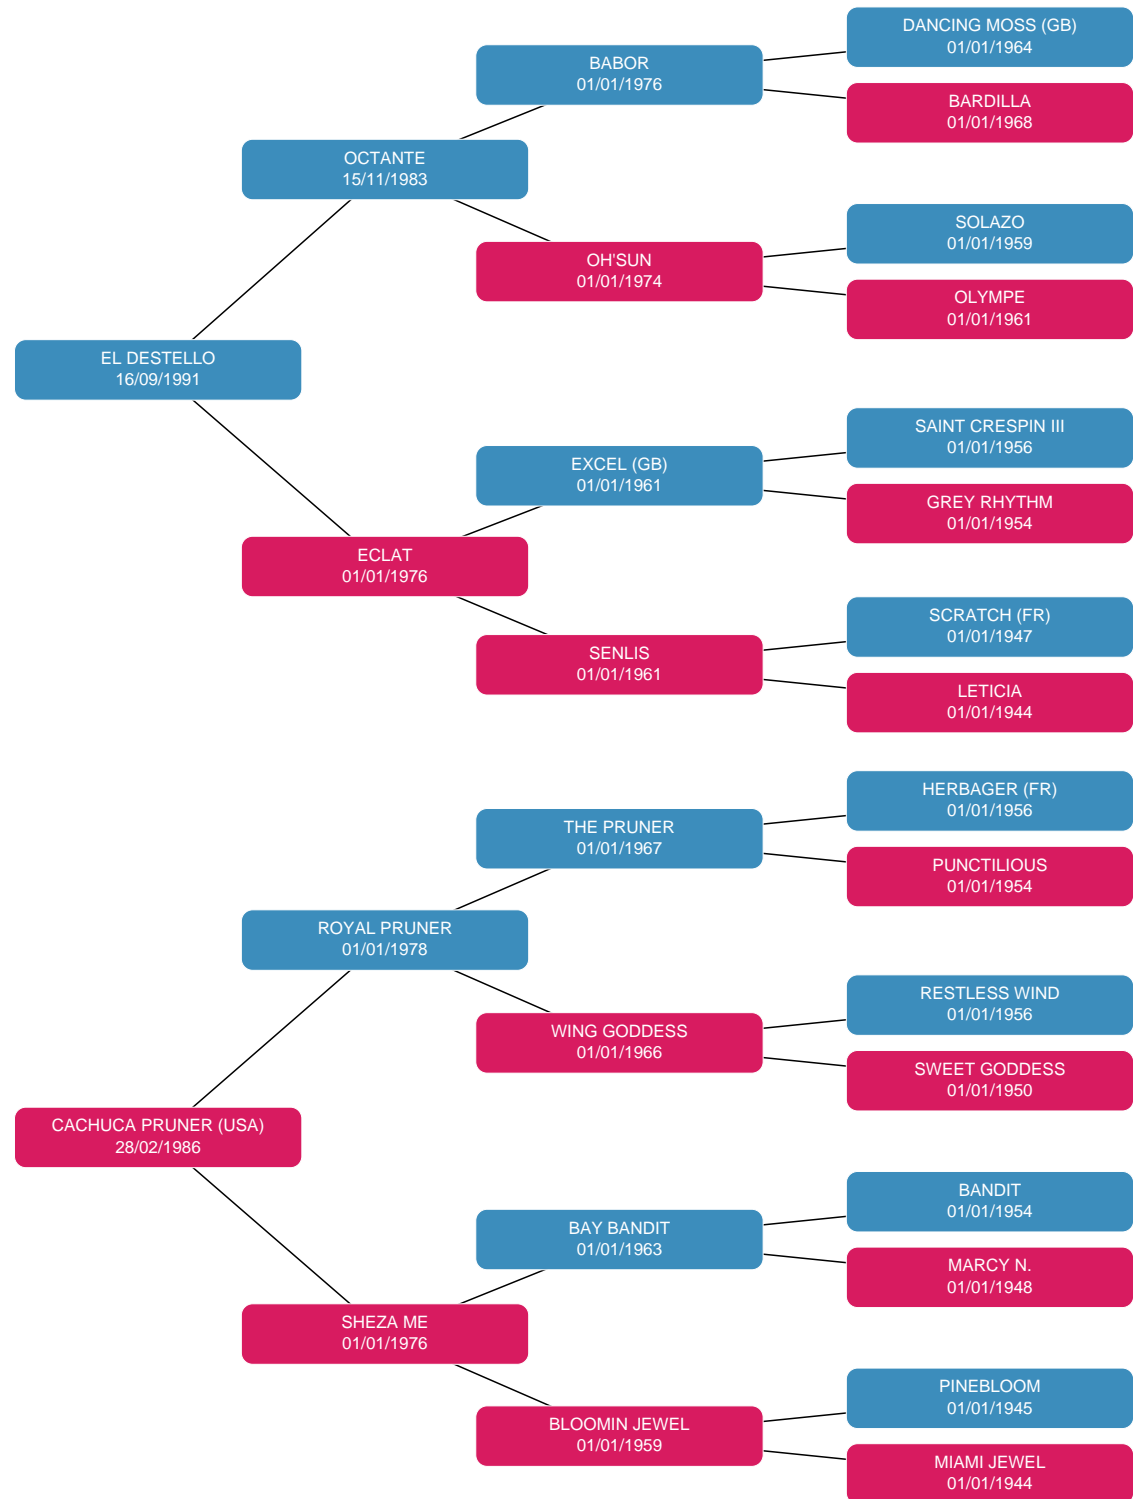 DANCING MOSS (GB)
01/01/1964
BABOR
01/01/1976
BARDILLA
01/01/1968
OCTANTE
15/11/1983
SOLAZO
01/01/1959
OH'SUN
01/01/1974
OLYMPE
01/01/1961
EL DESTELLO
16/09/1991
SAINT CRESPIN III
01/01/1956
EXCEL (GB)
01/01/1961
GREY RHYTHM
01/01/1954
ECLAT
01/01/1976
SCRATCH (FR)
01/01/1947
SENLIS
01/01/1961
LETICIA
01/01/1944
HERBAGER (FR)
01/01/1956
THE PRUNER
01/01/1967
PUNCTILIOUS
01/01/1954
ROYAL PRUNER
01/01/1978
RESTLESS WIND
01/01/1956
WING GODDESS
01/01/1966
SWEET GODDESS
01/01/1950
CACHUCA PRUNER (USA)
28/02/1986
BANDIT
01/01/1954
BAY BANDIT
01/01/1963
MARCY N.
01/01/1948
SHEZA ME
01/01/1976
PINEBLOOM
01/01/1945
BLOOMIN JEWEL
01/01/1959
MIAMI JEWEL
01/01/1944